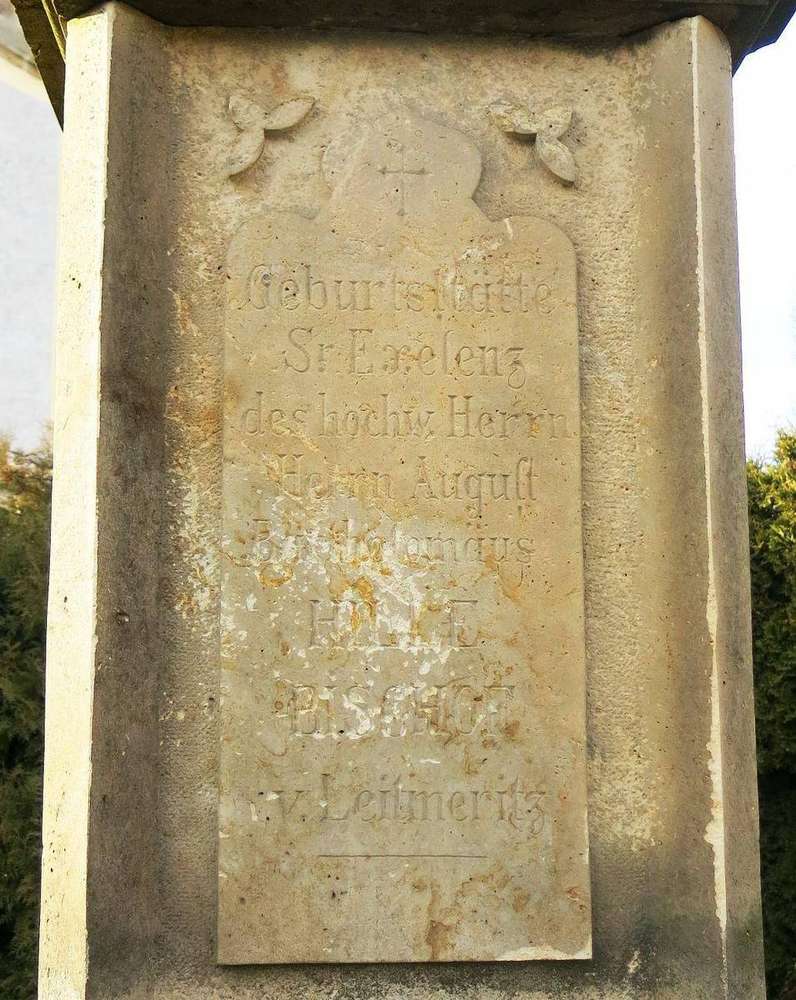 Geburtsſtätte
Sr. Exelenz
des hochw. Herrn
Herrn Auguſt
Bartholomäus
HILLE
BISCHOF
v. Leitmeritz